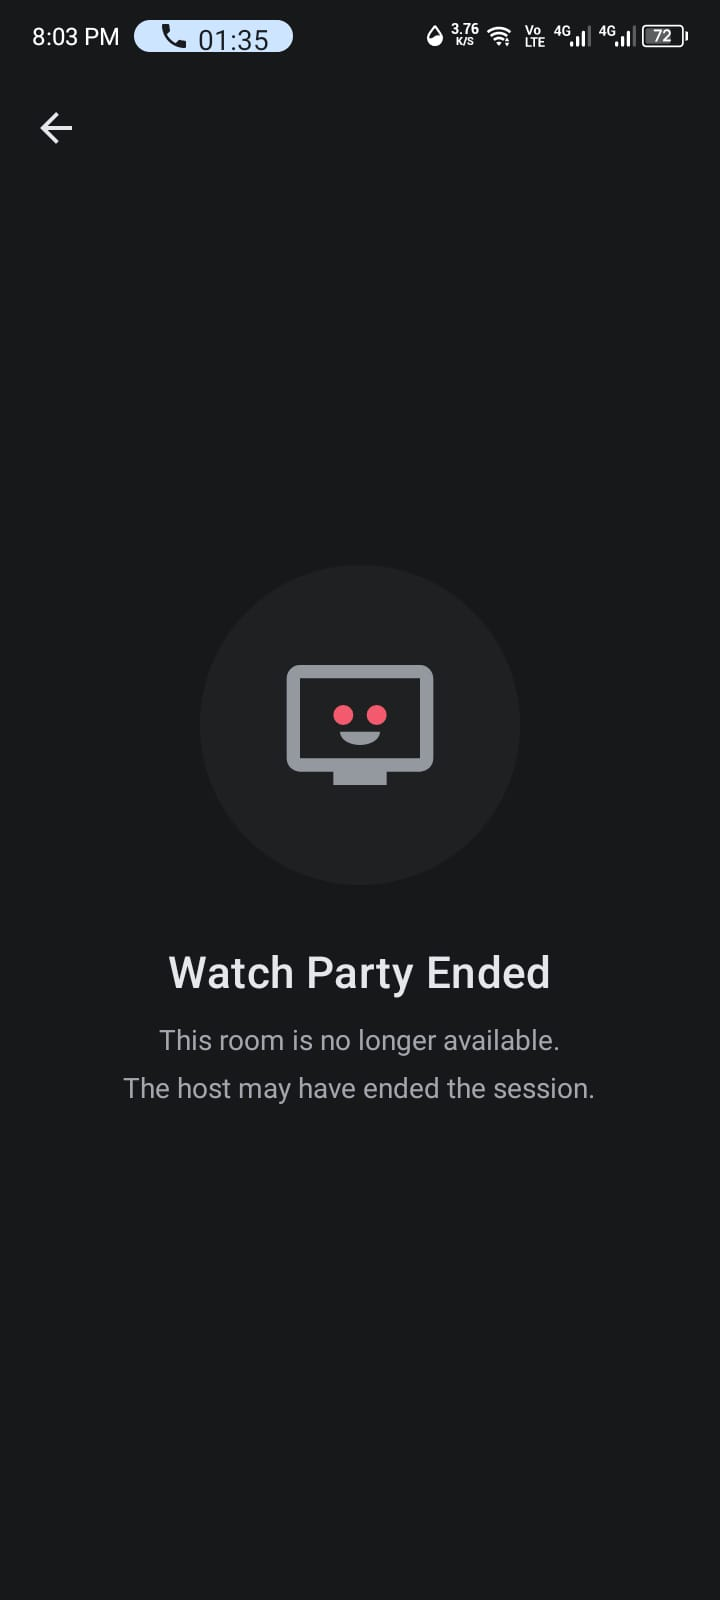 8:03 PM 01:35 3.76 K/S Vo LTE 4G 4G 72
Watch Party Ended
This room is no longer available.
The host may have ended the session.